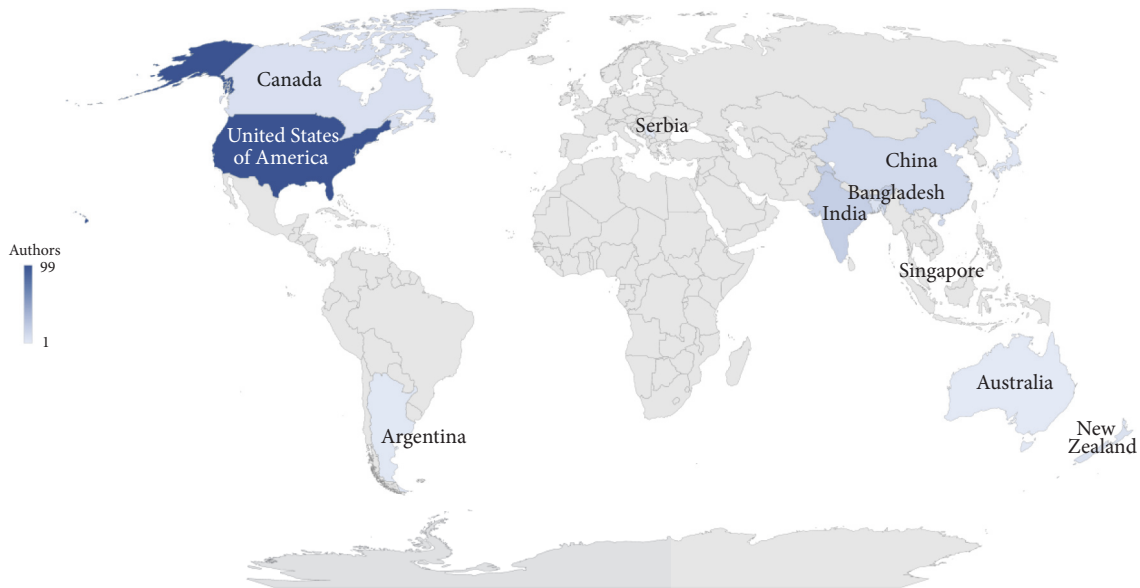 Canada
United States
of America
Serbia
China
Bangladesh
India
Authors
99
1
Singapore
Australia
Argentina
New
Zealand